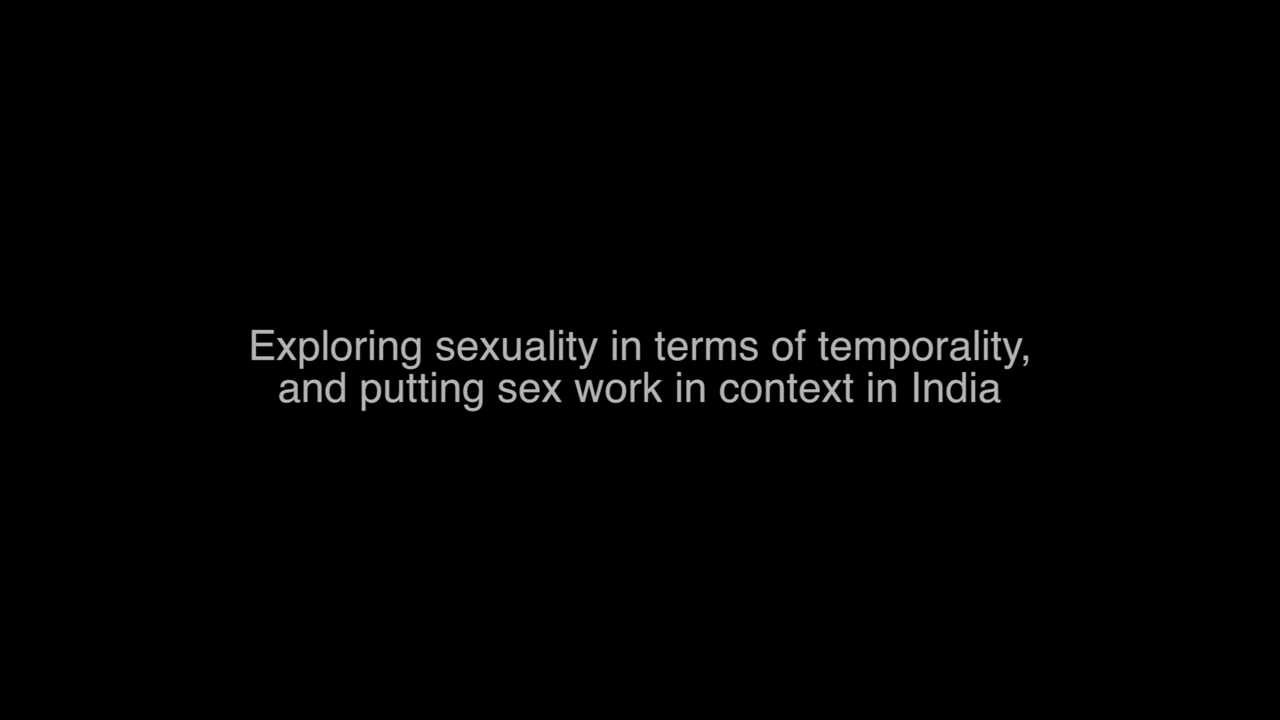 Exploring sexuality in terms of temporality,
and putting sex work in context in India